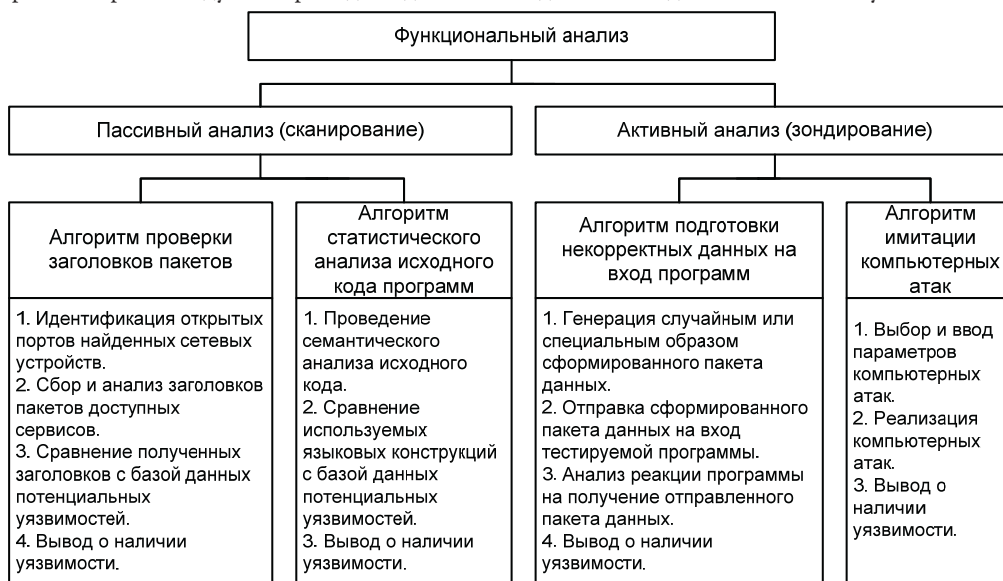 Функциональный анализ
Пассивный анализ (сканирование)
Активный анализ (зондирование)
Алгоритм проверки
заголовков пакетов
1. Идентификация открытых
портов найденных сетевых
устройств.
2. Сбор и анализ заголовков
пакетов доступных
сервисов.
3. Сравнение полученных
заголовков с базой данных
потенциальных
уязвимостей.
4. Вывод о наличии
уязвимости.
Алгоритм
статистического
анализа исходного
кода программ
1. Проведение
семантического
анализа исходного
кода.
2. Сравнение
используемых
языковых конструкций
с базой данных
потенциальных
уязвимостей.
3. Вывод о наличии
уязвимости.
Алгоритм подготовки
некорректных данных на
вход программ
1. Генерация случайным или
специальным образом
сформированного пакета
данных.
2. Отправка сформированного
пакета данных на вход
тестируемой программы.
3. Анализ реакции программы
на получение отправленного
пакета данных.
4. Вывод о наличии
уязвимости.
Алгоритм
имитации
компьютерных
атак
1. Выбор и ввод
параметров
компьютерных
атак.
2. Реализация
компьютерных
атак.
3. Вывод о
наличии
уязвимости.